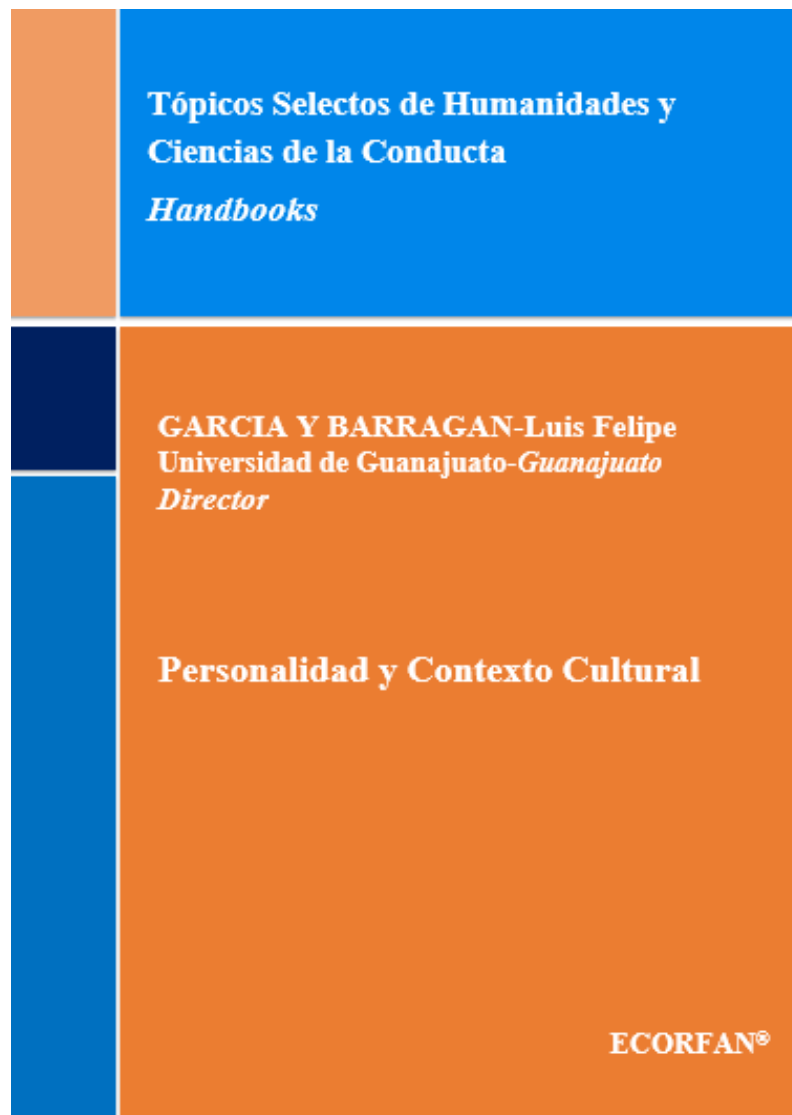 Tópicos Selectos de Humanidades y
Ciencias de la Conducta
Handbooks
GARCIA Y BARRAGAN-Luis Felipe
Universidad de Guanajuato-Guanajuato
Director
Personalidad y Contexto Cultural
ECORFAN®